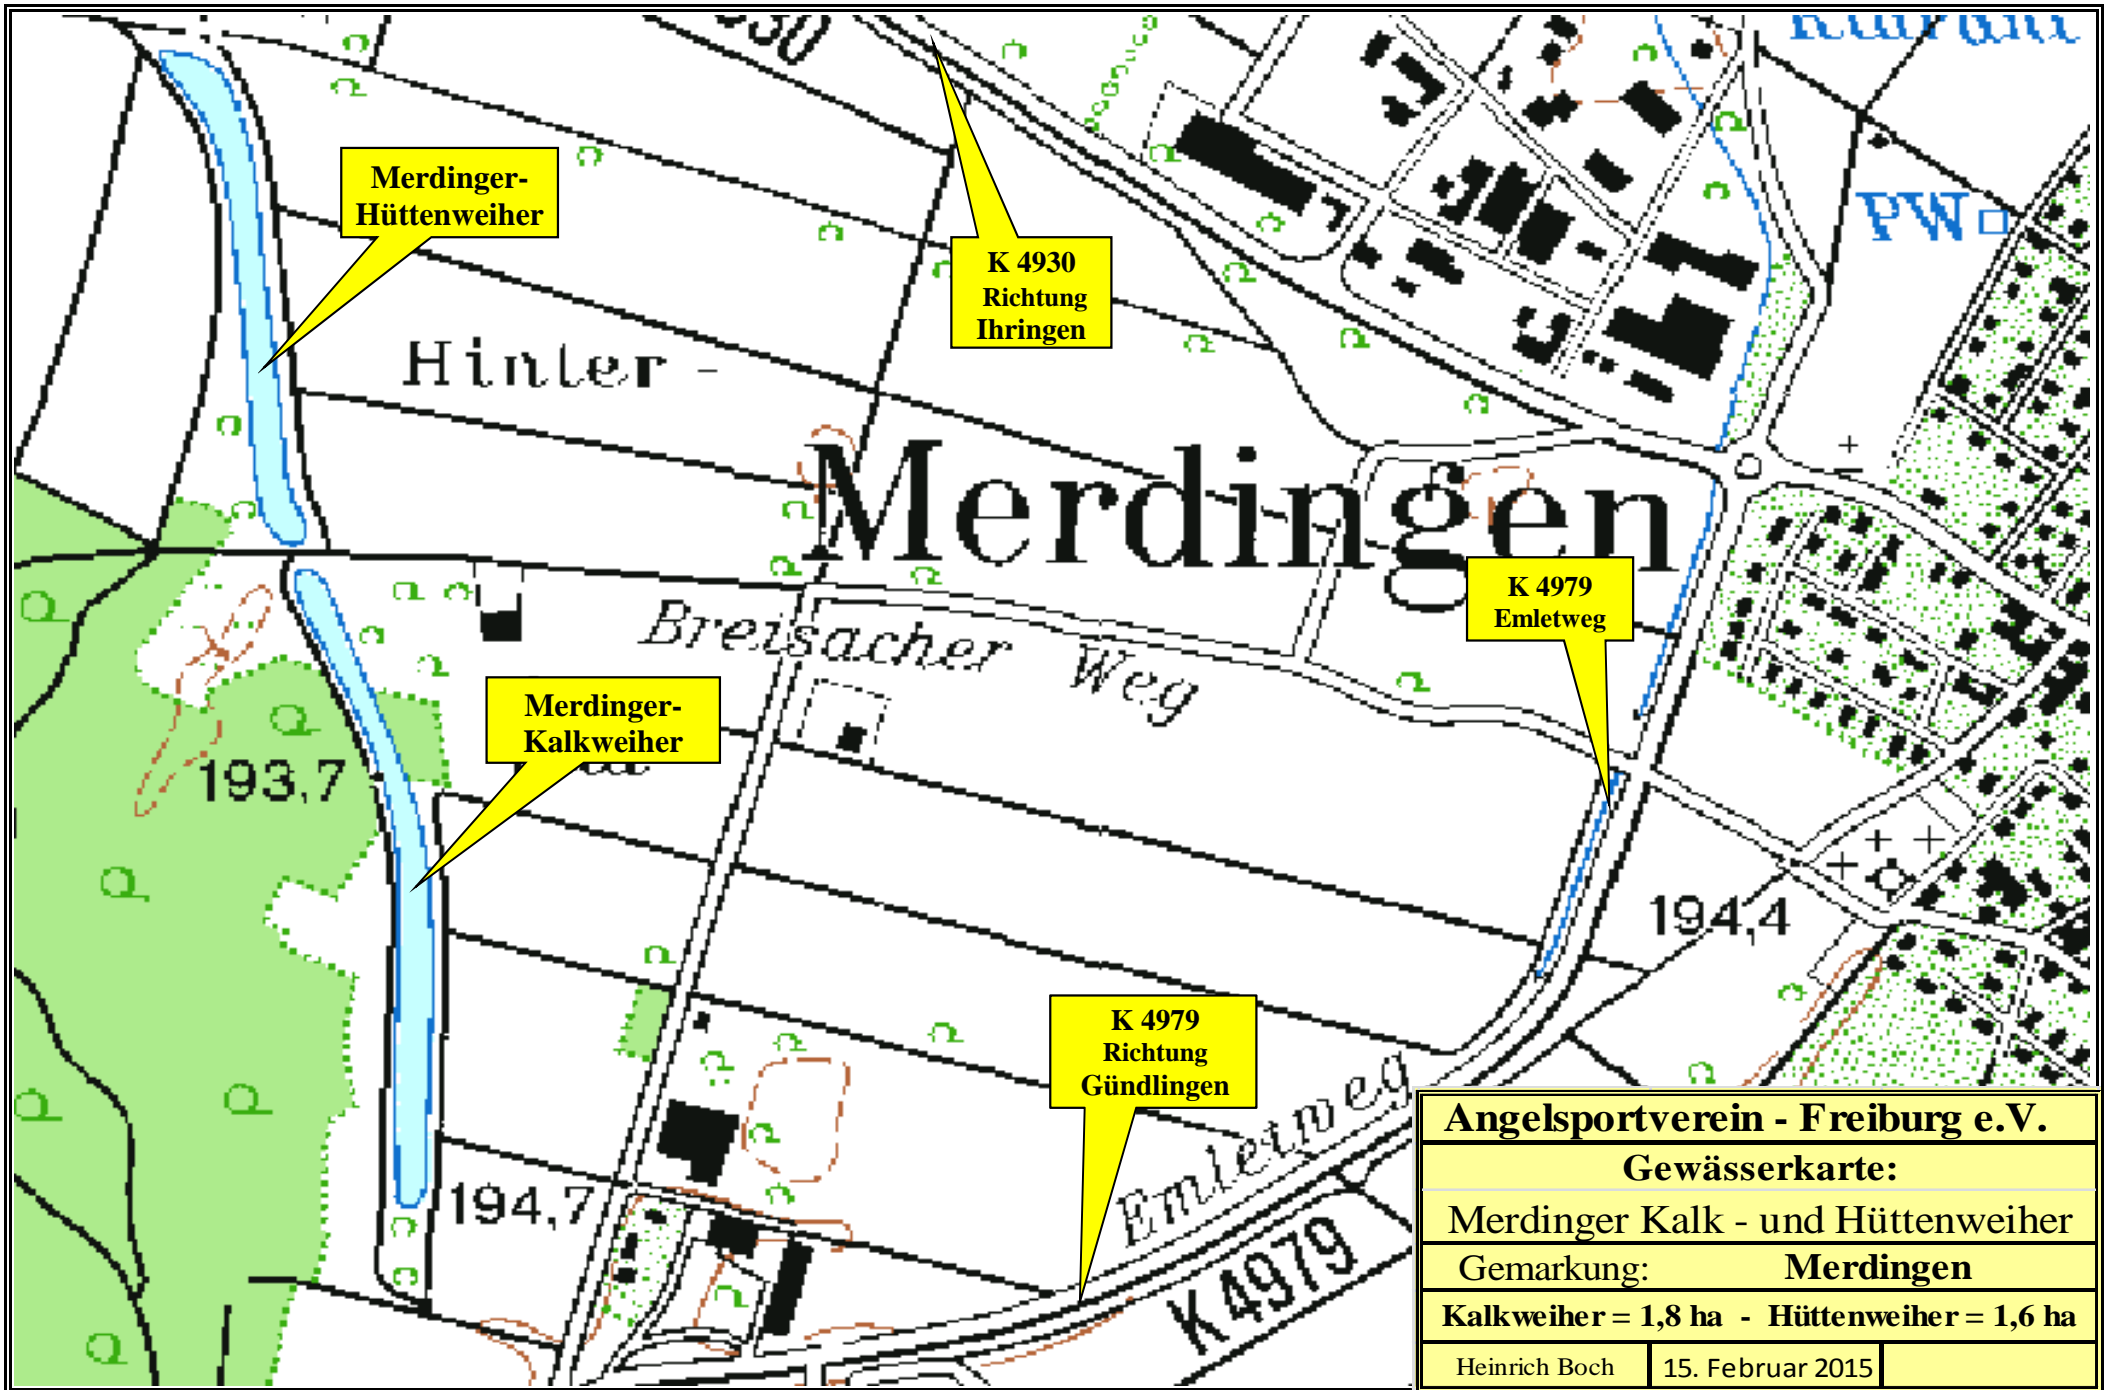 930
Merdinger-
Hüttenweiher
K 4930
Richtung
Ihringen
PW
Hinter -
Merdingen
K 4979
Emletweg
Breisacher Weg
Merdinger-
Kalkweiher
193,7
194,4
K 4979
Richtung
Gündlingen
Emletweg
194,7
K 4979
Angelsportverein - Freiburg e.V.
Gewässerkarte:
Merdinger Kalk - und Hüttenweiher
Gemarkung: Merdingen
Kalkweiher = 1,8 ha - Hüttenweiher = 1,6 ha
Heinrich Boch 15. Februar 2015